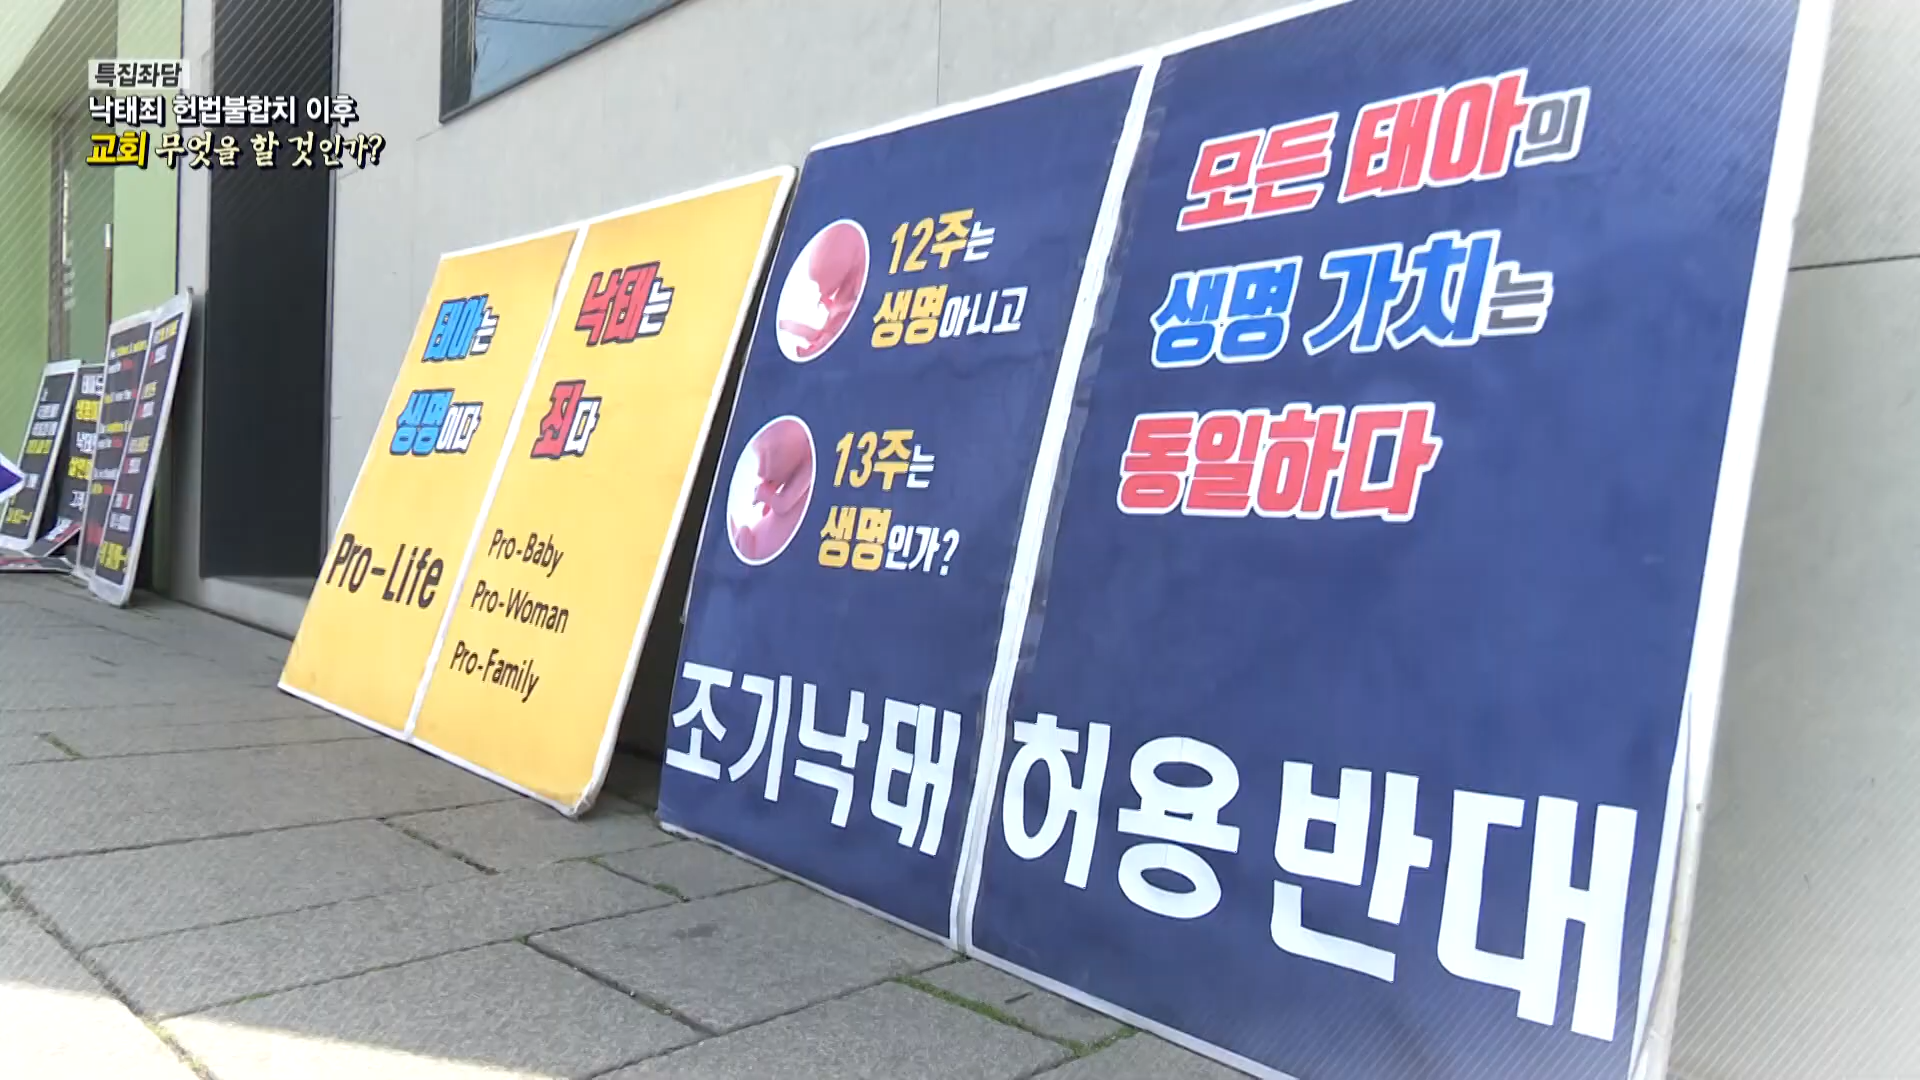 특집좌담
낙태죄 헌법불합치 이후
교회 무엇을 할 것인가?
태아는
생명이다
Pro-Life
낙태는
죄다
Pro-Baby
Pro-Woman
Pro-Family
12주는
생명아니고
13주는
생명인가?
모든 태아의
생명 가치는
동일하다
조기낙태 허용반대